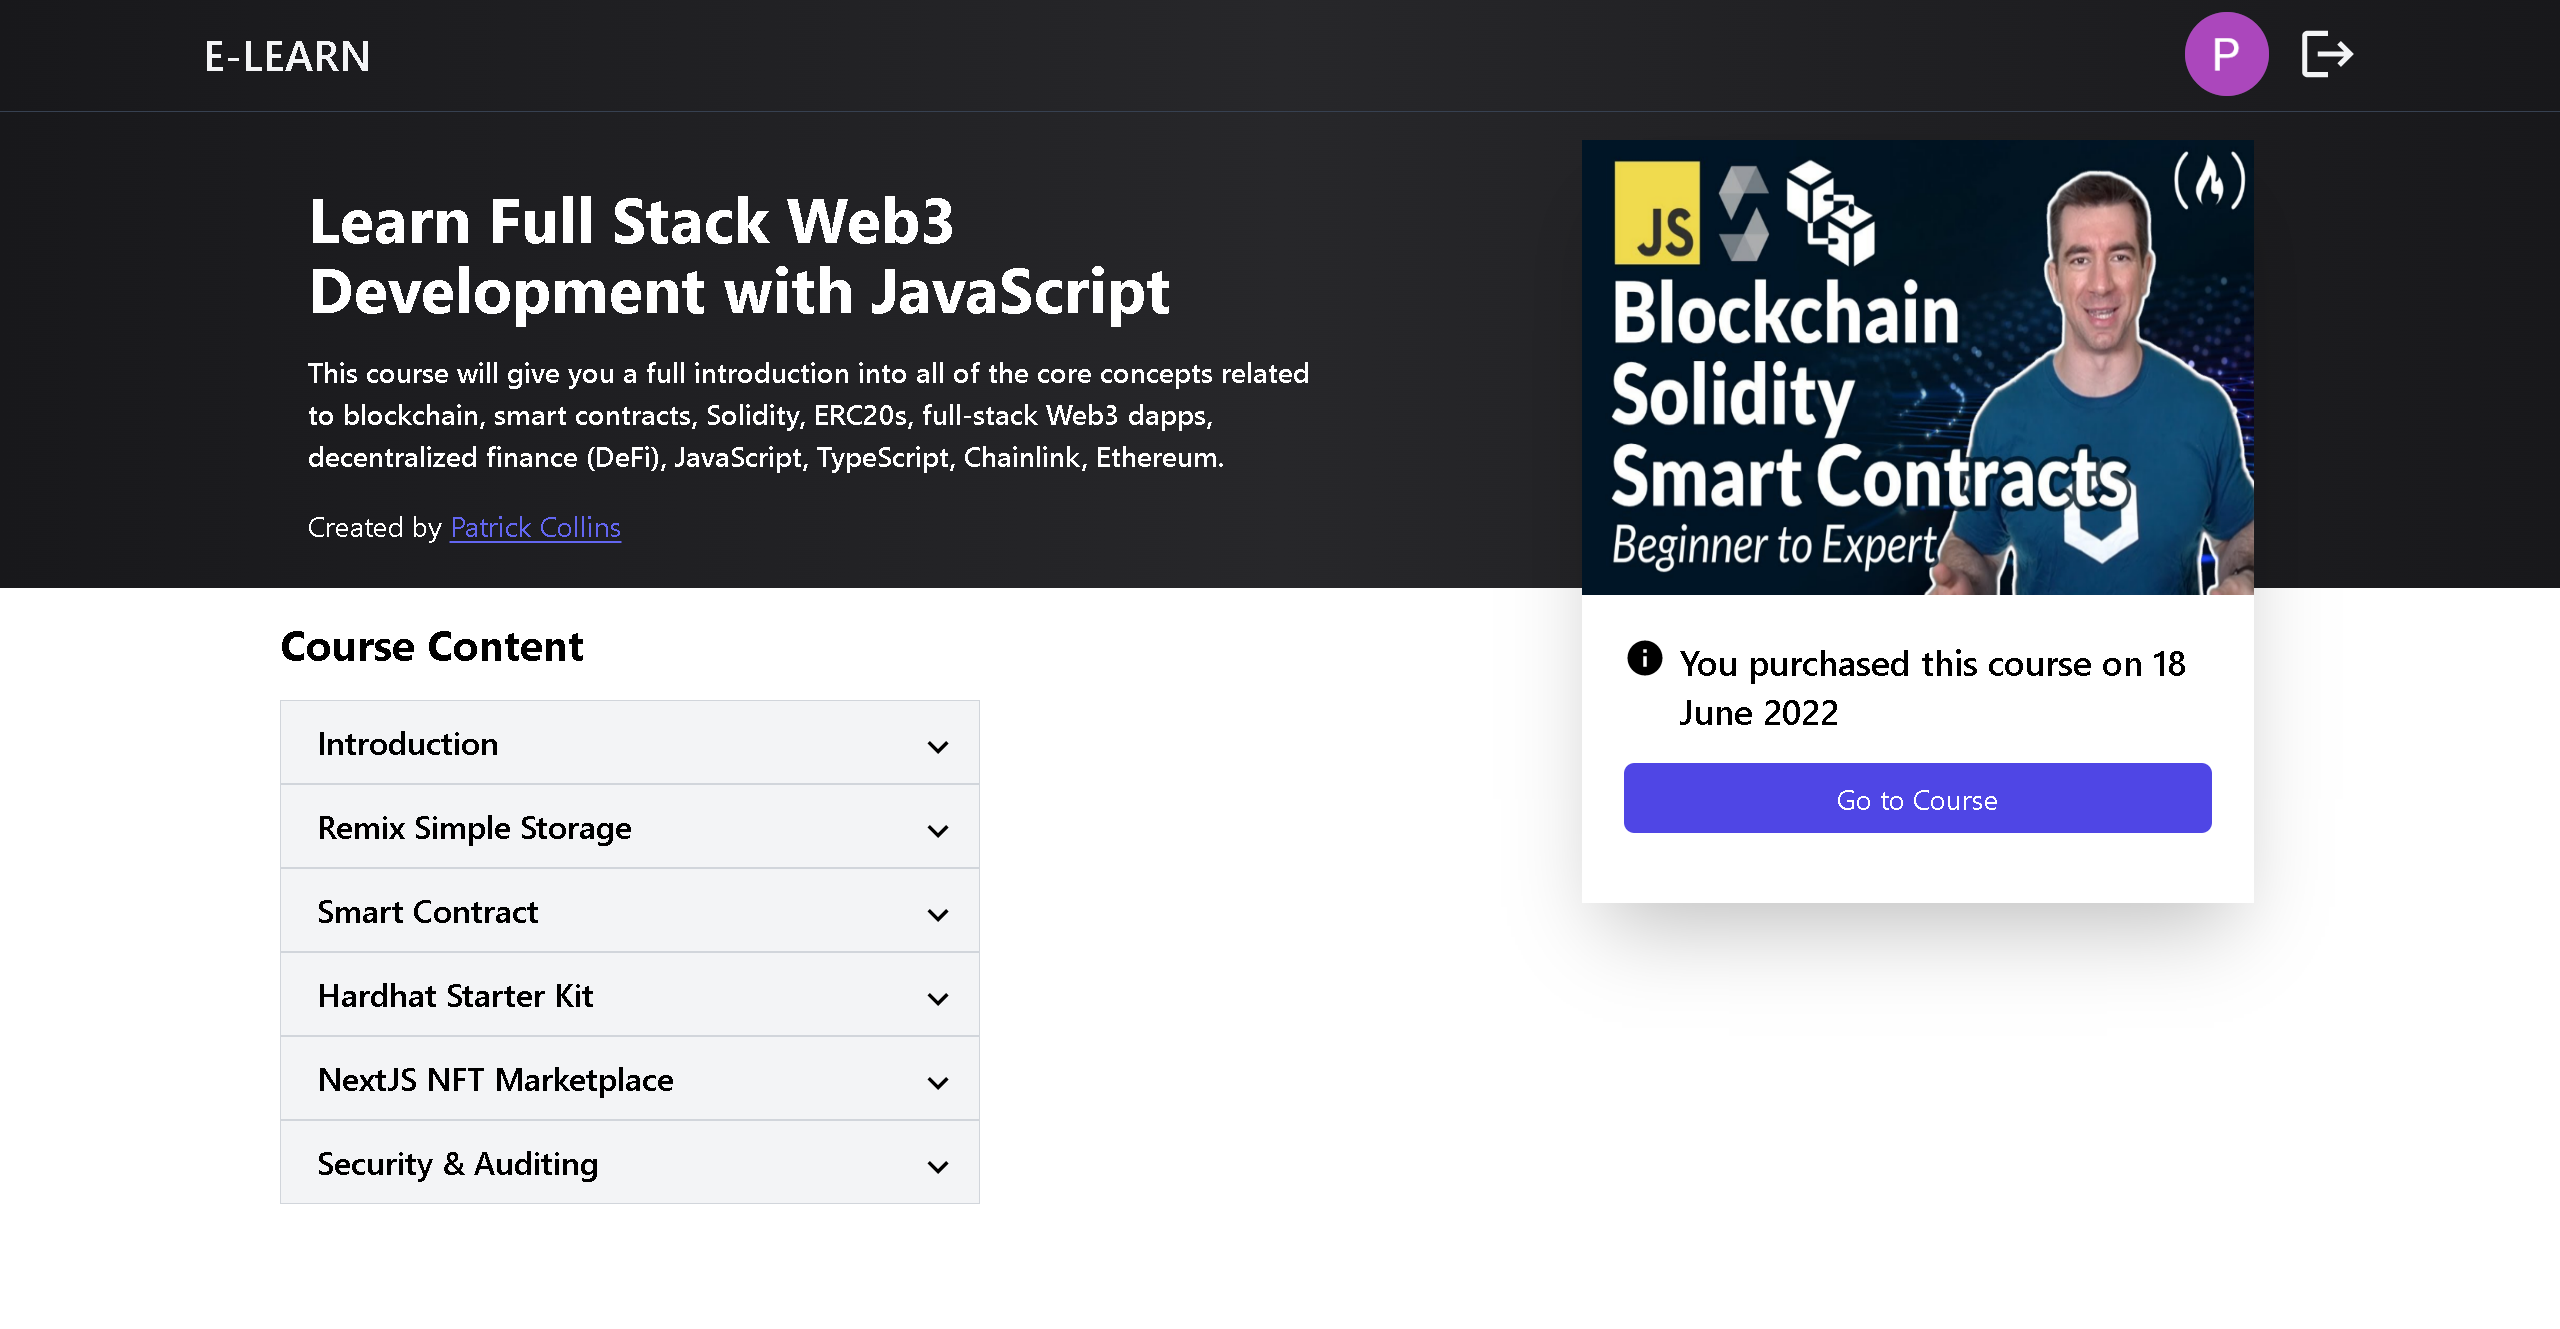 E-LEARN
P
Learn Full Stack Web3
Development with JavaScript
This course will give you a full introduction into all of the core concepts related
to blockchain, smart contracts, Solidity, ERC20s, full-stack Web3 dapps,
decentralized finance (DeFi), JavaScript, TypeScript, Chainlink, Ethereum.
Created by Patrick Collins
JS
Blockchain
Solidity
Smart Contracts
Beginner to Expert
You purchased this course on 18
June 2022
Go to Course
Course Content
Introduction
Remix Simple Storage
Smart Contract
Hardhat Starter Kit
NextJS NFT Marketplace
Security & Auditing